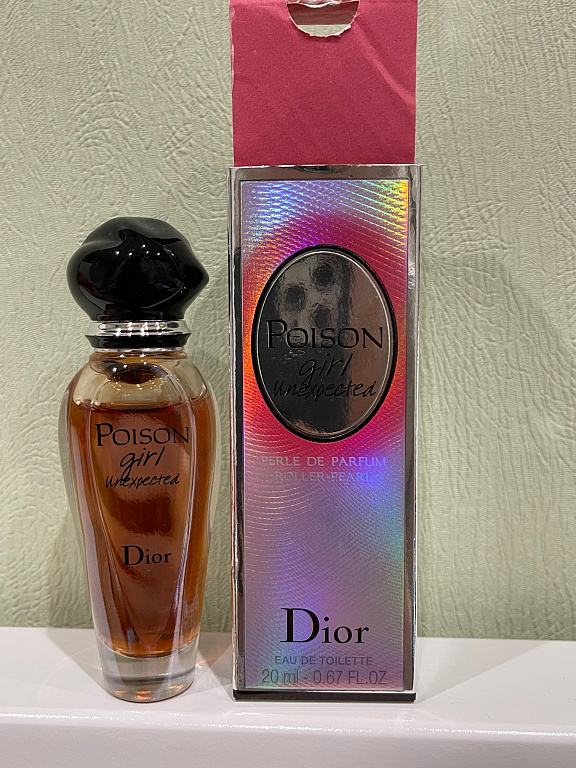 POISON
girl
Unexpected
Dior
POISON
girl
Unexpected
PERLE DE PARFUM
ROLLER-PEARL
Dior
EAU DE TOILETTE
20 ml - 0.67 FL.OZ